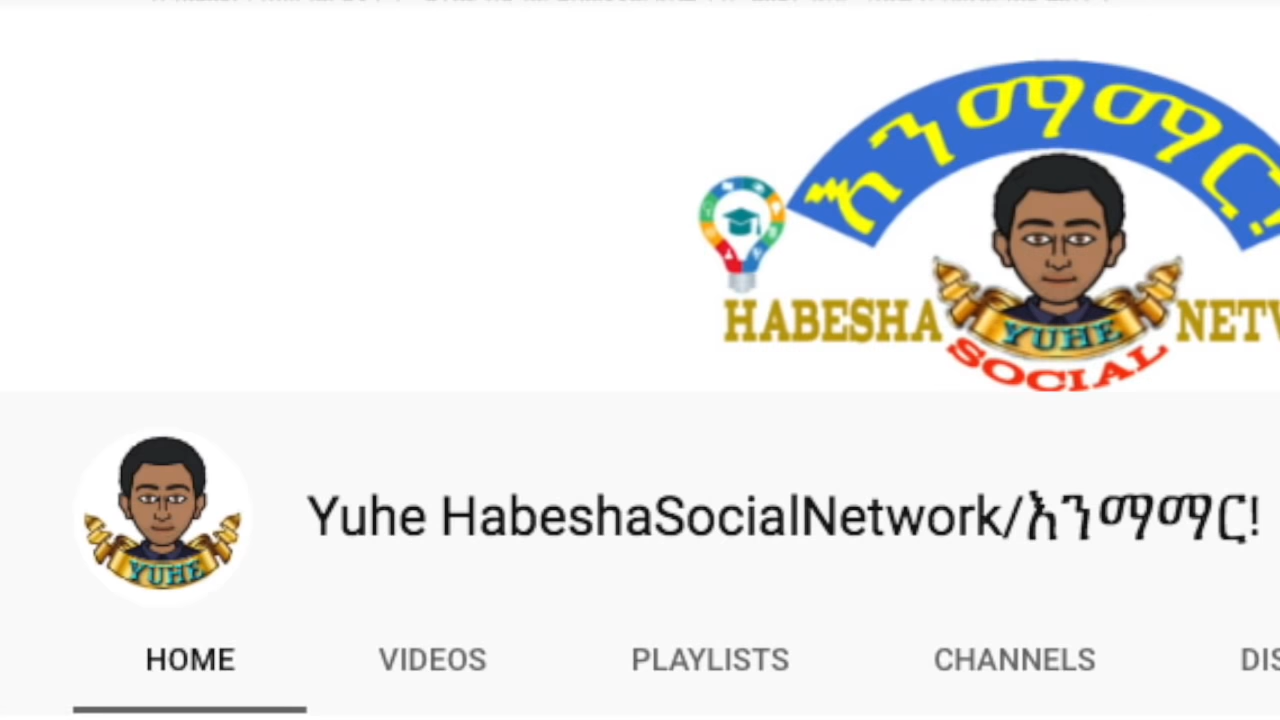 እንማማር!
HABESHA YUHE
SOCIAL
YUHE
Yuhe HabeshaSocialNetwork/እንማማር!
HOME VIDEOS PLAYLISTS CHANNELS